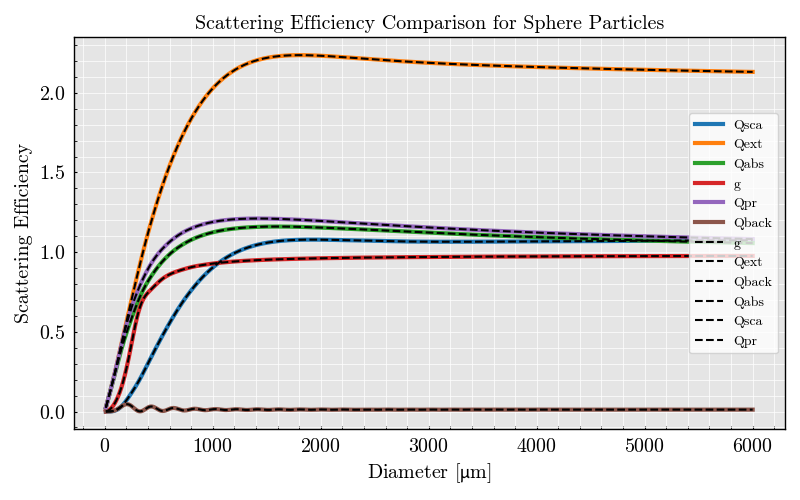 Scattering Efficiency Comparison for Sphere Particles
Scattering Efficiency
2.0
1.5
1.0
0.5
0.0
Qsca
Qext
Qabs
g
Qpr
Qback
g
Qext
Qback
Qabs
Qsca
Qpr
0 1000 2000 3000 4000 5000 6000
Diameter [µm]